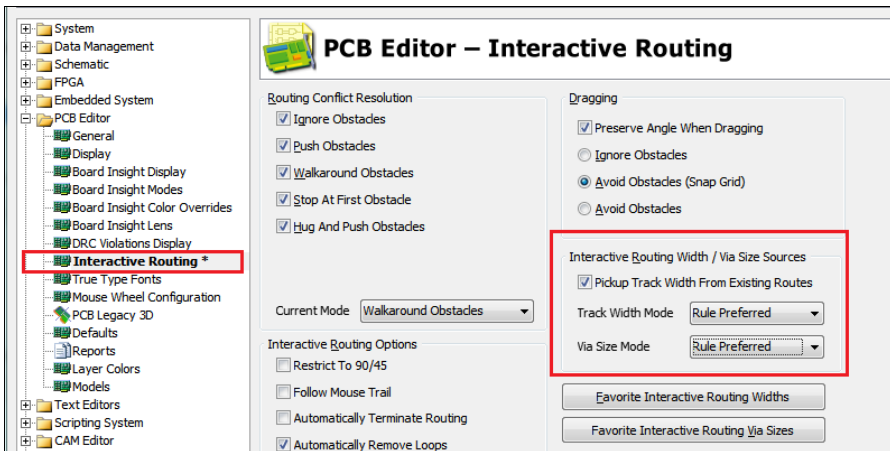 System
Data Management
Schematic
FPGA
Embedded System
PCB Editor
General
Display
Board Insight Display
Board Insight Modes
Board Insight Color Overrides
Board Insight Lens
DRC Violations Display
Interactive Routing *
True Type Fonts
Mouse Wheel Configuration
PCB Legacy 3D
Defaults
Reports
Layer Colors
Models
Text Editors
Scripting System
CAM Editor
PCB Editor – Interactive Routing
Routing Conflict Resolution
Ignore Obstacles
Push Obstacles
Walkaround Obstacles
Stop At First Obstacle
Hug And Push Obstacles
Current Mode Walkaround Obstacles
Interactive Routing Options
Restrict To 90/45
Follow Mouse Trail
Automatically Terminate Routing
Automatically Remove Loops
Dragging
Preserve Angle When Dragging
Ignore Obstacles
Avoid Obstacles (Snap Grid)
Avoid Obstacles
Interactive Routing Width / Via Size Sources
Pickup Track Width From Existing Routes
Track Width Mode Rule Preferred
Via Size Mode Rule Preferred
Favorite Interactive Routing Widths
Favorite Interactive Routing Via Sizes